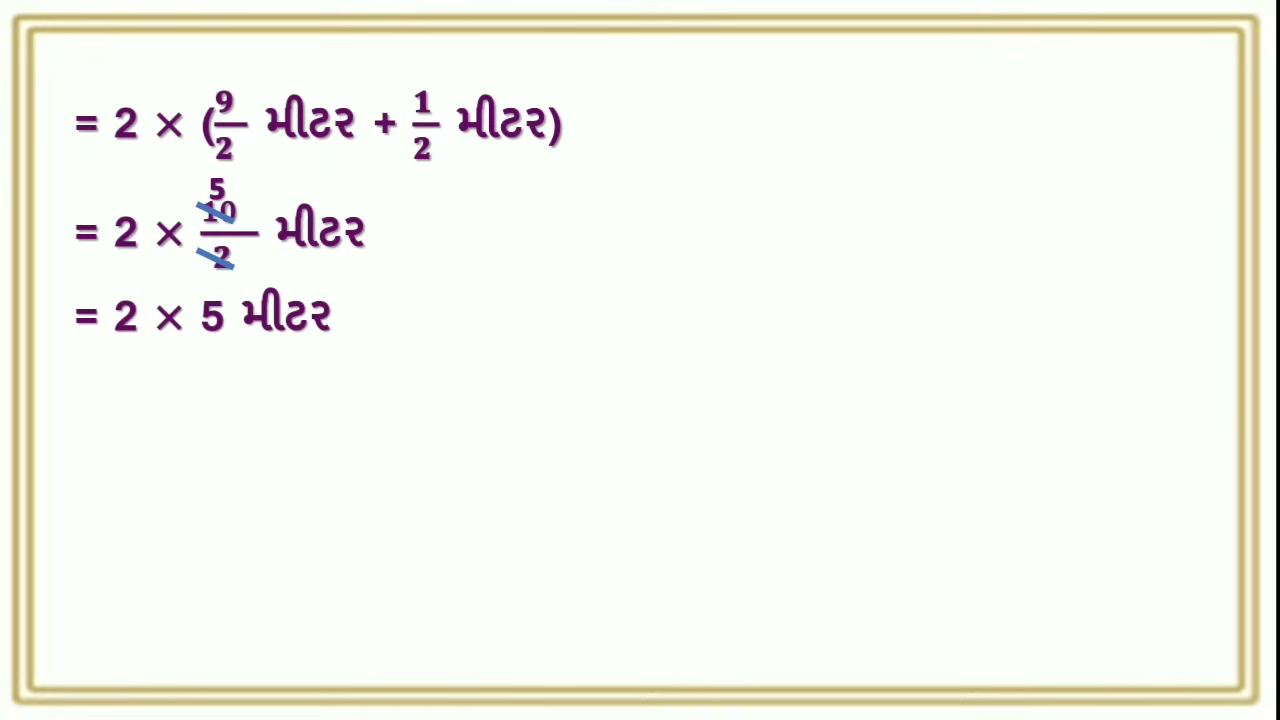 = 2 × (9/2 મીટર + 1/2 મીટર)
= 2 × 5 10/2 મીટર
= 2 × 5 મીટર